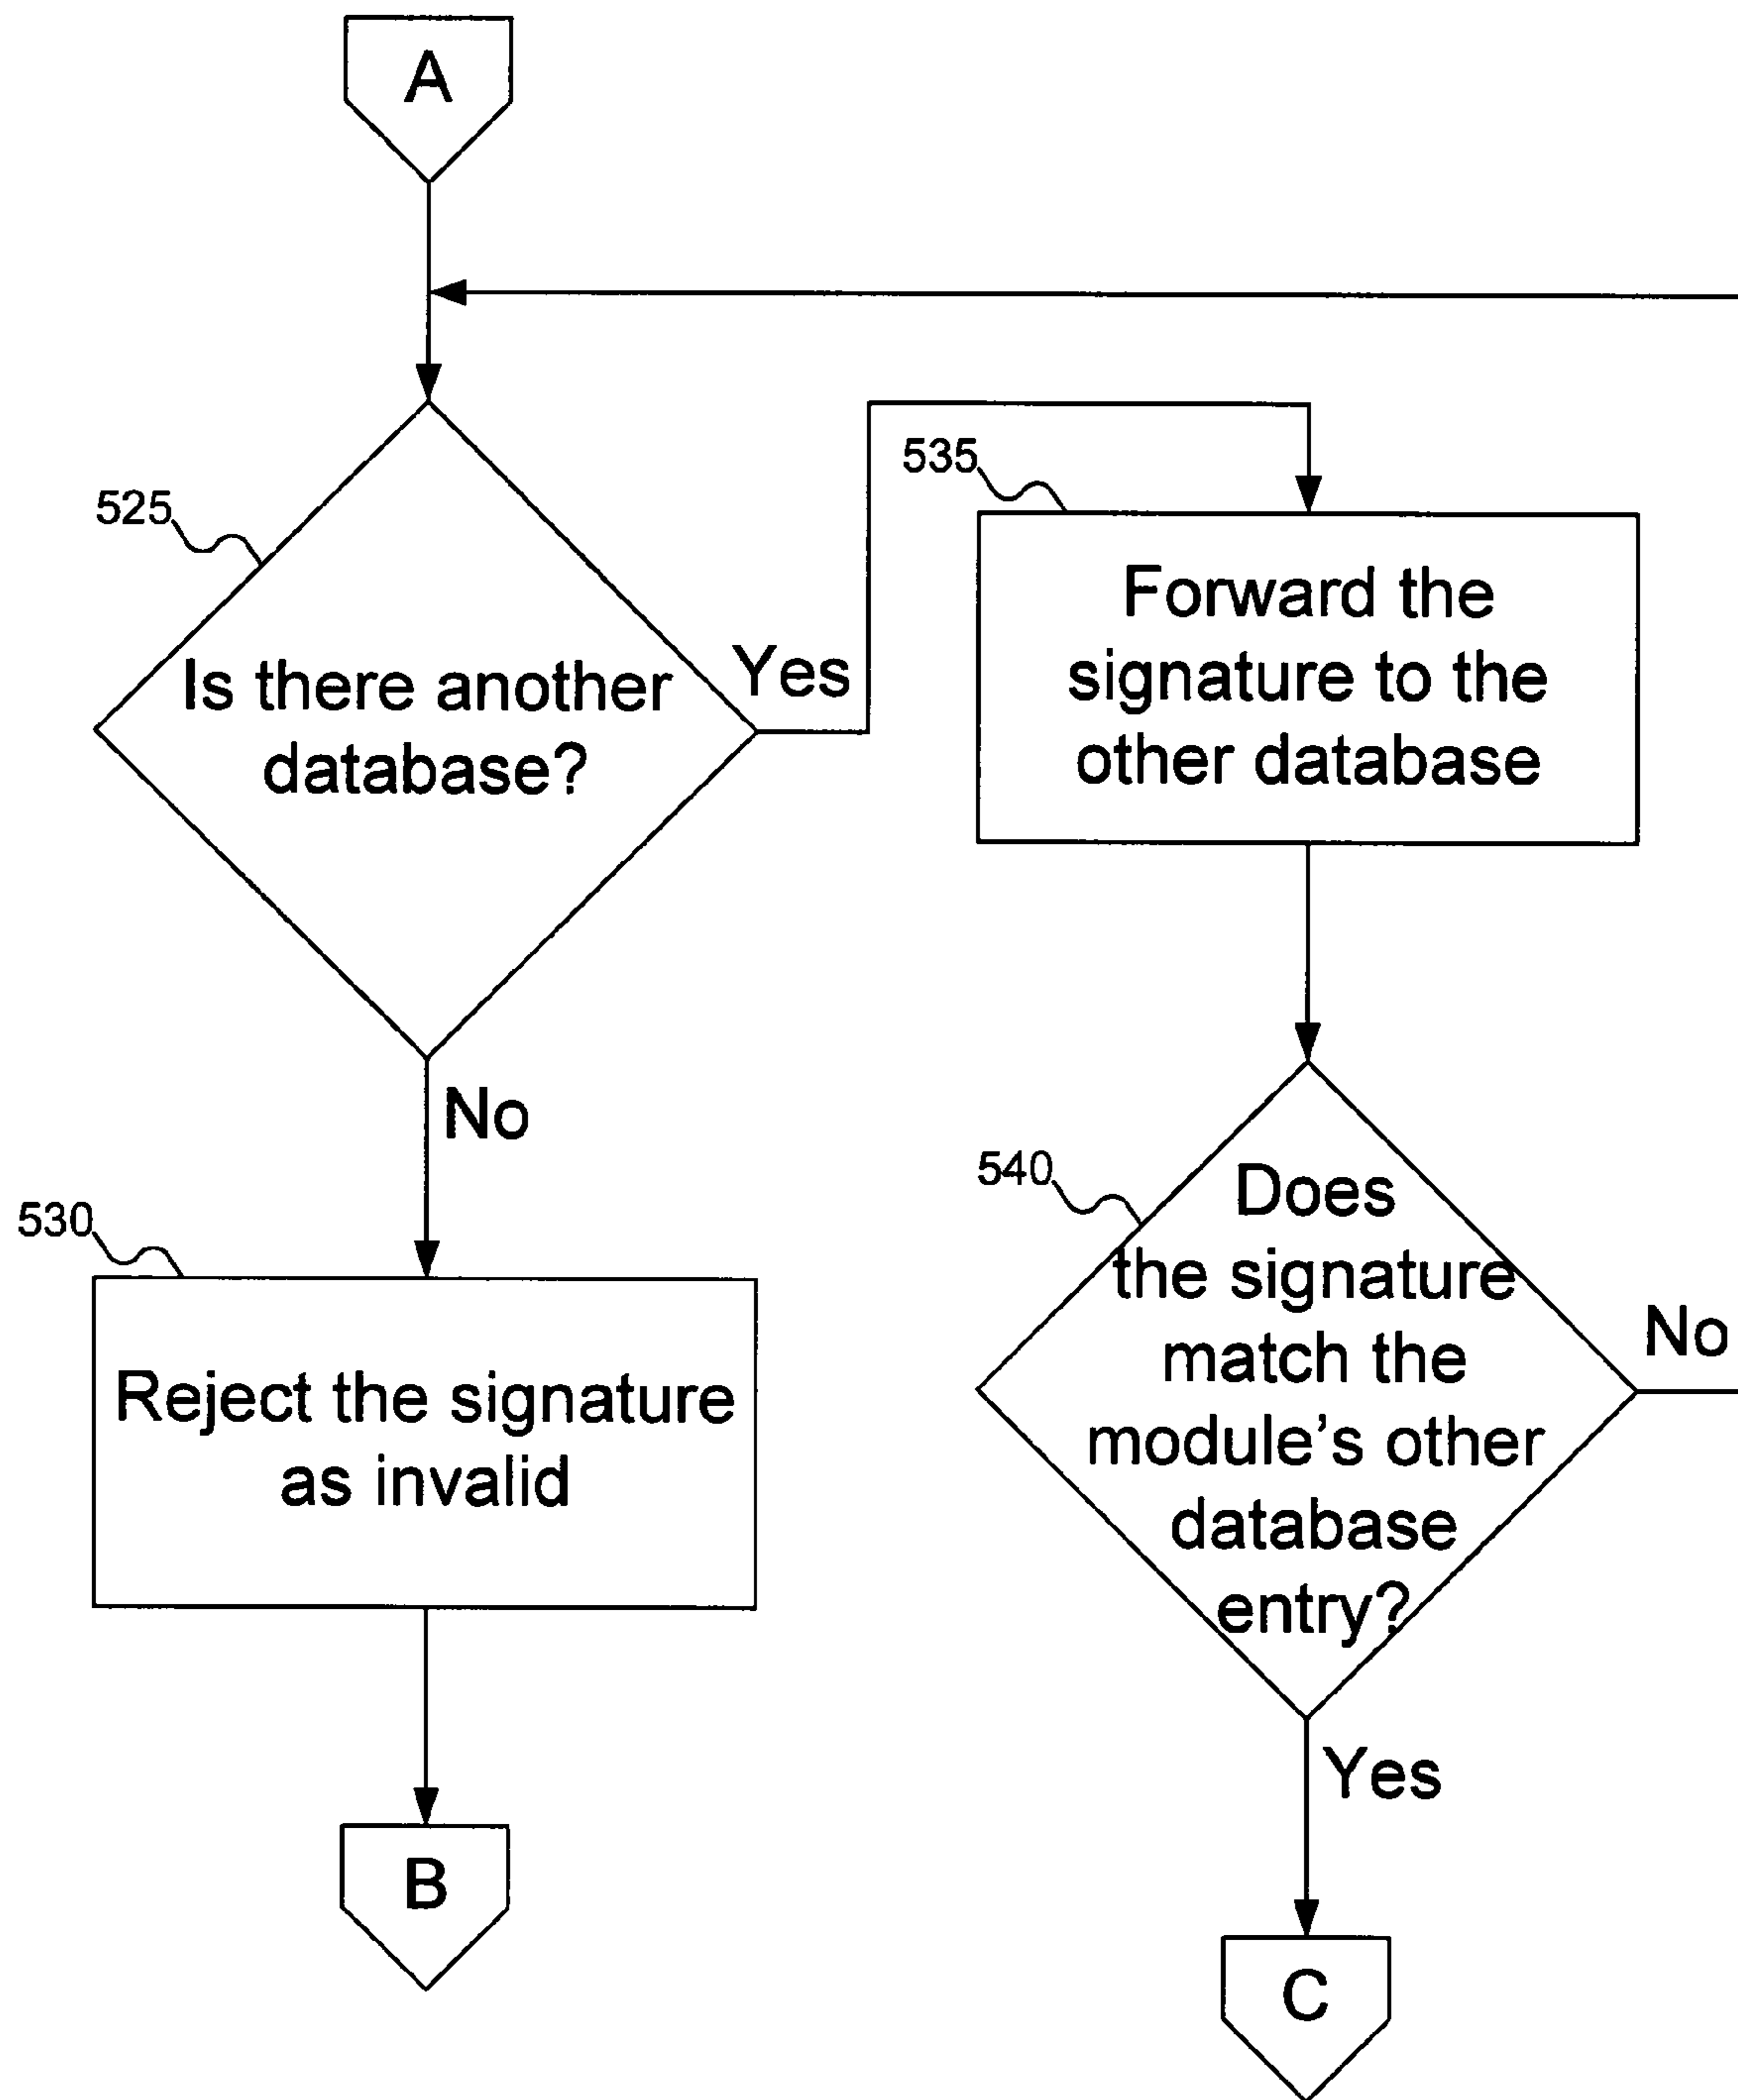 A
525
Is there another
database?
Yes
535
Forward the
signature to the
other database
No
530
Reject the signature
as invalid
B
540
Does
the signature
match the
module's other
database
entry?
No
Yes
C